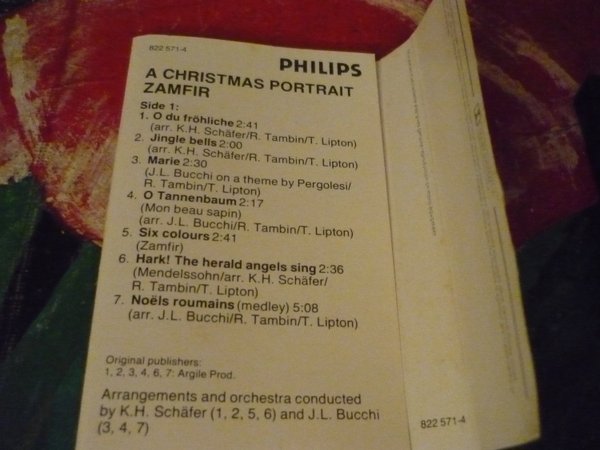 822 571-4
PHILIPS
A CHRISTMAS PORTRAIT
ZAMFIR
Side 1:
1. O du fröhliche 2:41
(arr. K.H. Schäfer/R. Tambin/T. Lipton)
2. Jingle bells 2:00
(arr. K.H. Schäfer/R. Tambin/T. Lipton)
3. Marie 2:30
(J.L. Bucchi on a theme by Pergolesi/
R. Tambin/T. Lipton)
4. O Tannenbaum 2:17
(Mon beau sapin)
(arr. J.L. Bucchi/R. Tambin/T. Lipton)
5. Six colours 2:41
(Zamfir)
6. Hark! The herald angels sing 2:36
(Mendelssohn/arr. K.H. Schäfer/
R. Tambin/T. Lipton)
7. Noëls roumains (medley) 5:08
(arr. J.L. Bucchi/R. Tambin/T. Lipton)
Original publishers:
1, 2, 3, 4, 6, 7: Argile Prod.
Arrangements and orchestra conducted
by K.H. Schäfer (1, 2, 5, 6) and J.L. Bucchi
(3, 4, 7)
822 571-4